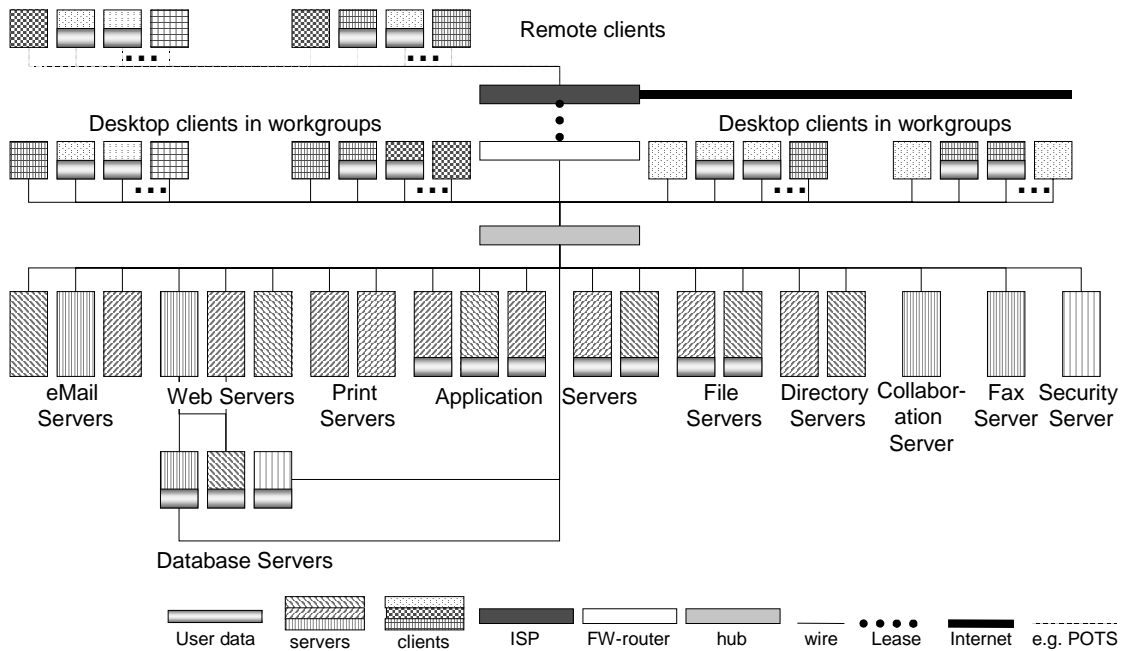 Remote clients
Desktop clients in workgroups
Desktop clients in workgroups
eMail
Servers
Web Servers
Print
Servers
Application
Servers
File
Servers
Directory
Servers
Collabor-
ation
Server
Fax
Server
Security
Server
Database Servers
User data
servers
clients
ISP
FW-router
hub
wire
Lease
Internet
e.g. POTS